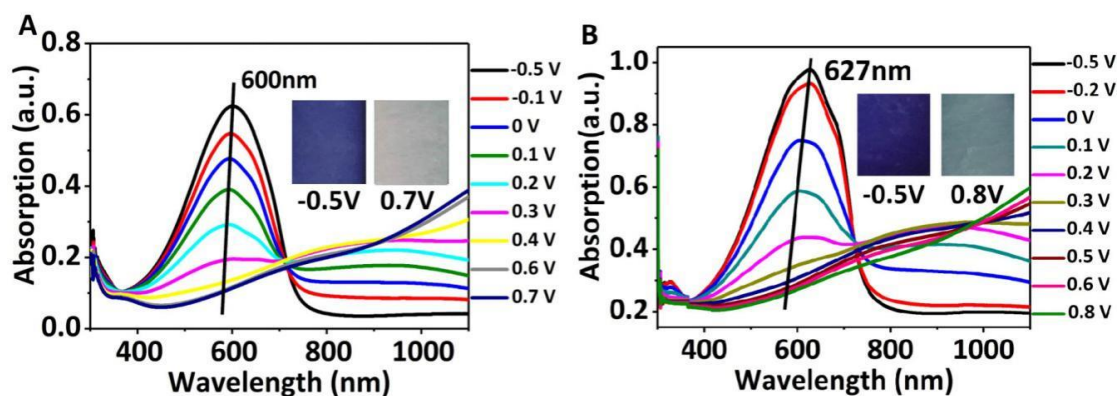 A
Absorption (a.u.)
0.8
0.6
0.4
0.2
0.0
600nm
-0.5V
0.7V
400
600
800
1000
Wavelength (nm)
-0.5 V
-0.1 V
0 V
0.1 V
0.2 V
0.3 V
0.4 V
0.6 V
0.7 V
B
Absorption(a.u.)
1.0
0.8
0.6
0.4
0.2
627nm
-0.5V
0.8V
400
600
800
1000
Wavelength (nm)
-0.5 V
-0.2 V
0 V
0.1 V
0.2 V
0.3 V
0.4 V
0.5 V
0.6 V
0.8 V